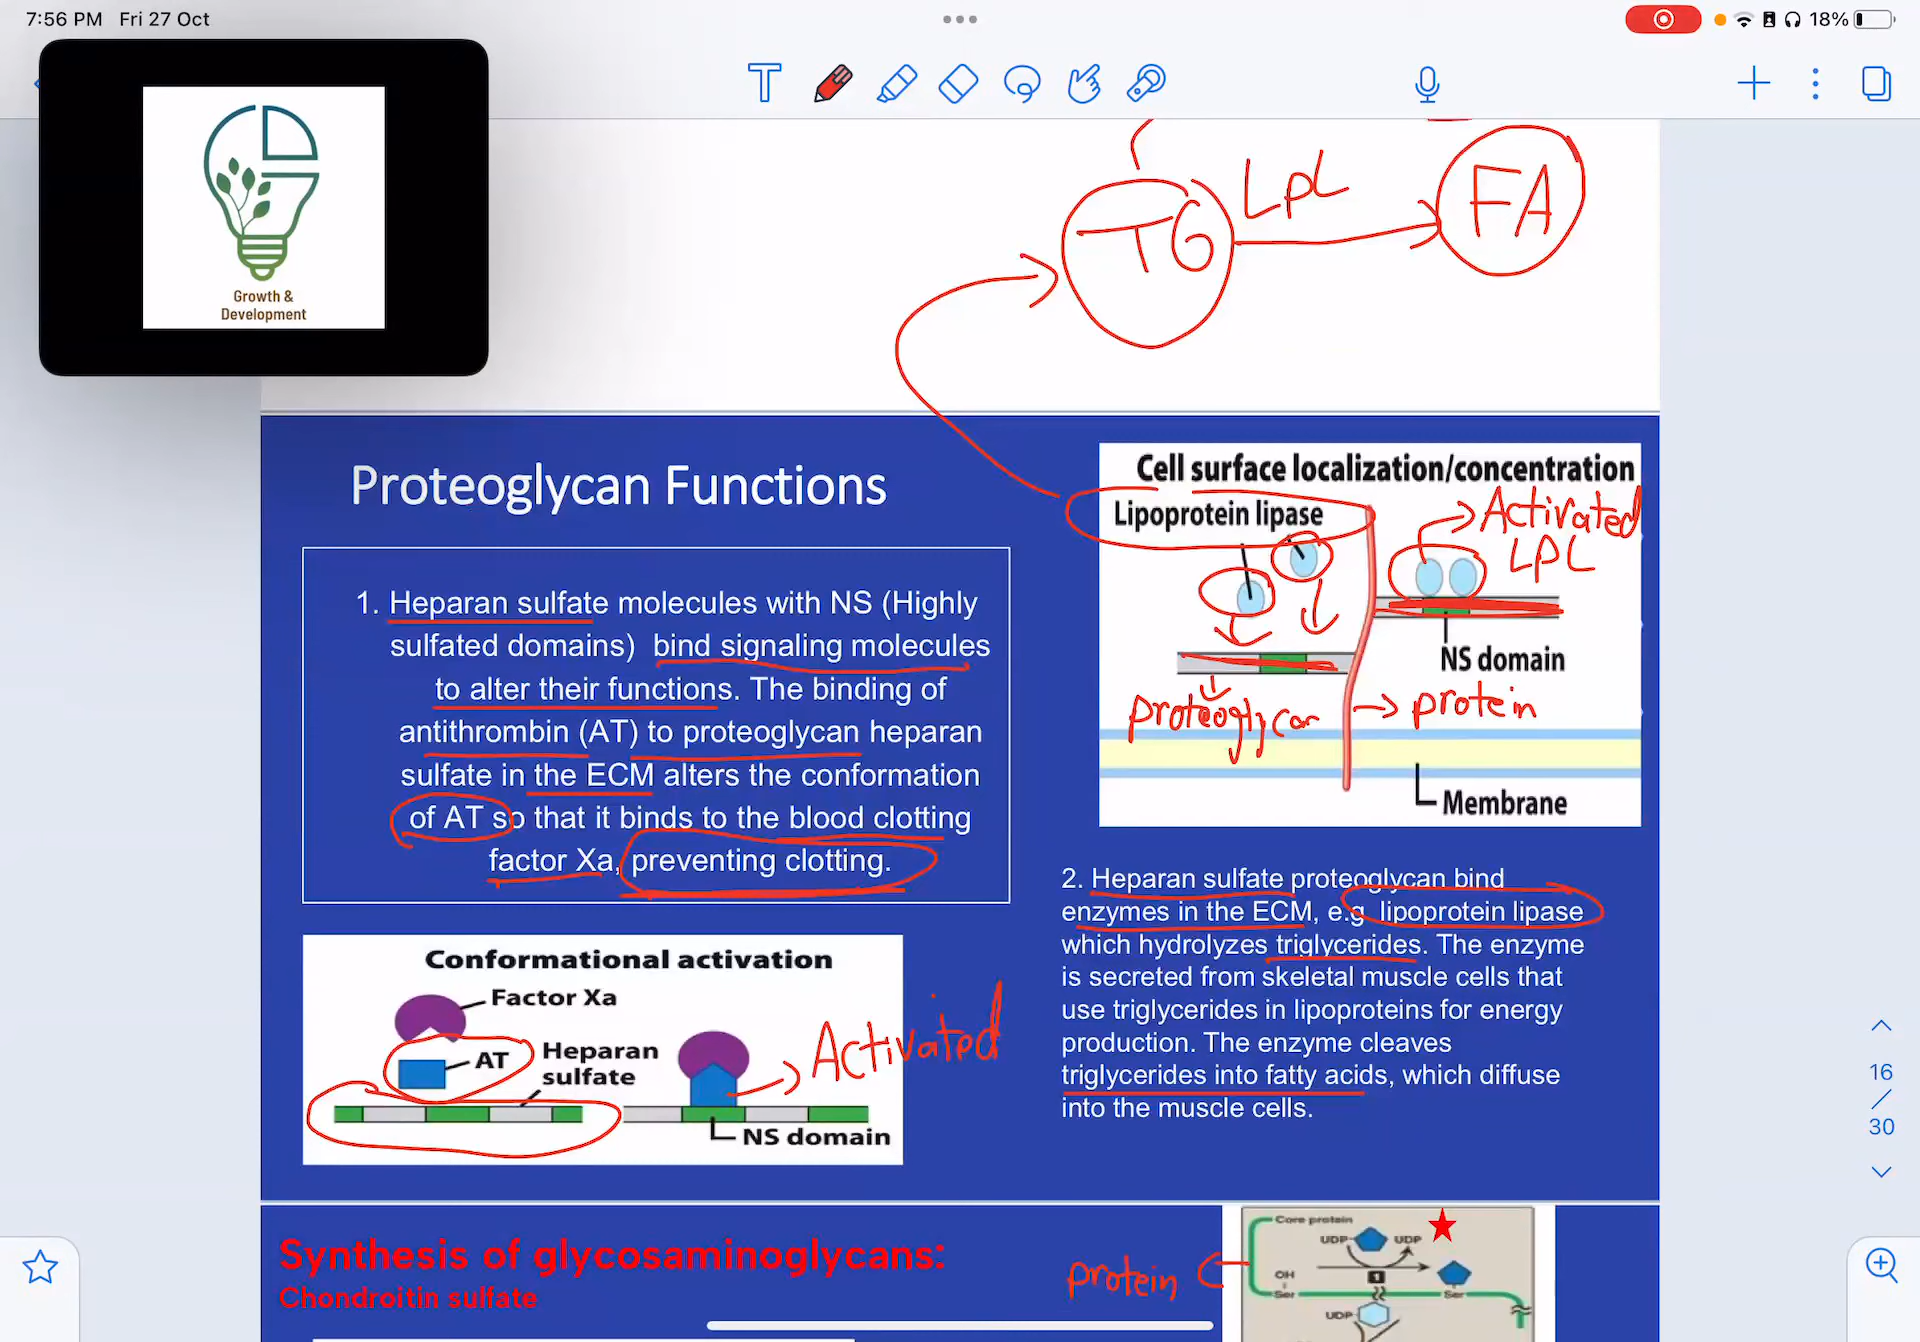 7:56 PM Fri 27 Oct
18%
Growth &
Development
LPL
TG
FA
Proteoglycan Functions
1. Heparan sulfate molecules with NS (Highly
sulfated domains) bind signaling molecules
to alter their functions. The binding of
antithrombin (AT) to proteoglycan heparan
sulfate in the ECM alters the conformation
of AT so that it binds to the blood clotting
factor Xa, preventing clotting.
Cell surface localization/concentration
Lipoprotein lipase
Activated
LPL
NS domain
proteoglycan
protein
Membrane
2. Heparan sulfate proteoglycan bind
enzymes in the ECM, e.g lipoprotein lipase
which hydrolyzes triglycerides. The enzyme
is secreted from skeletal muscle cells that
use triglycerides in lipoproteins for energy
production. The enzyme cleaves
triglycerides into fatty acids, which diffuse
into the muscle cells.
Conformational activation
Factor Xa
AT
Heparan
sulfate
Activated
NS domain
16
30
Synthesis of glycosaminoglycans:
Chondroitin sulfate
protein
Core protein
UDP UDP
1
OH
Ser Ser
UDP